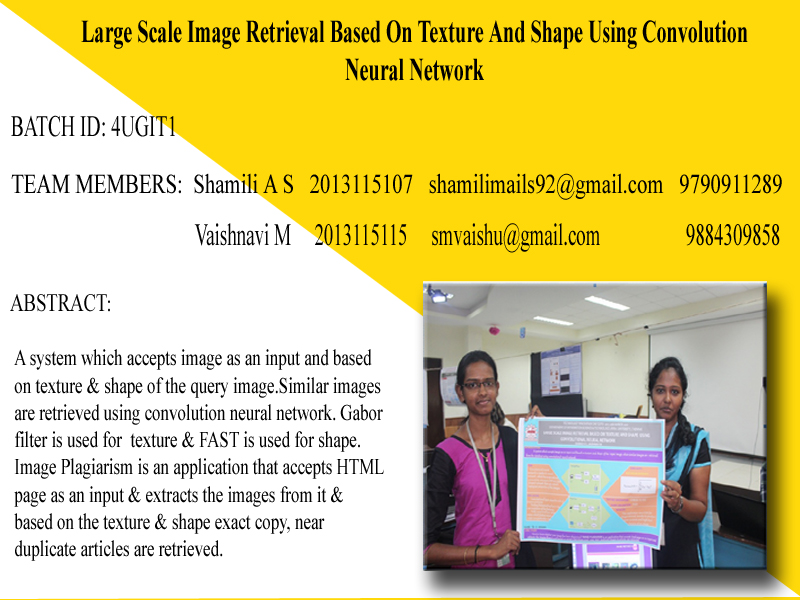 Large Scale Image Retrieval Based On Texture And Shape Using Convolution
Neural Network
BATCH ID: 4UGIT1
TEAM MEMBERS: Shamili A S 2013115107 shamilimails92@gmail.com 9790911289
Vaishnavi M 2013115115 smvaishu@gmail.com 9884309858
ABSTRACT:
A system which accepts image as an input and based
on texture & shape of the query image.Similar images
are retrieved using convolution neural network. Gabor
filter is used for texture & FAST is used for shape.
Image Plagiarism is an application that accepts HTML
page as an input & extracts the images from it &
based on the texture & shape exact copy, near
duplicate articles are retrieved.